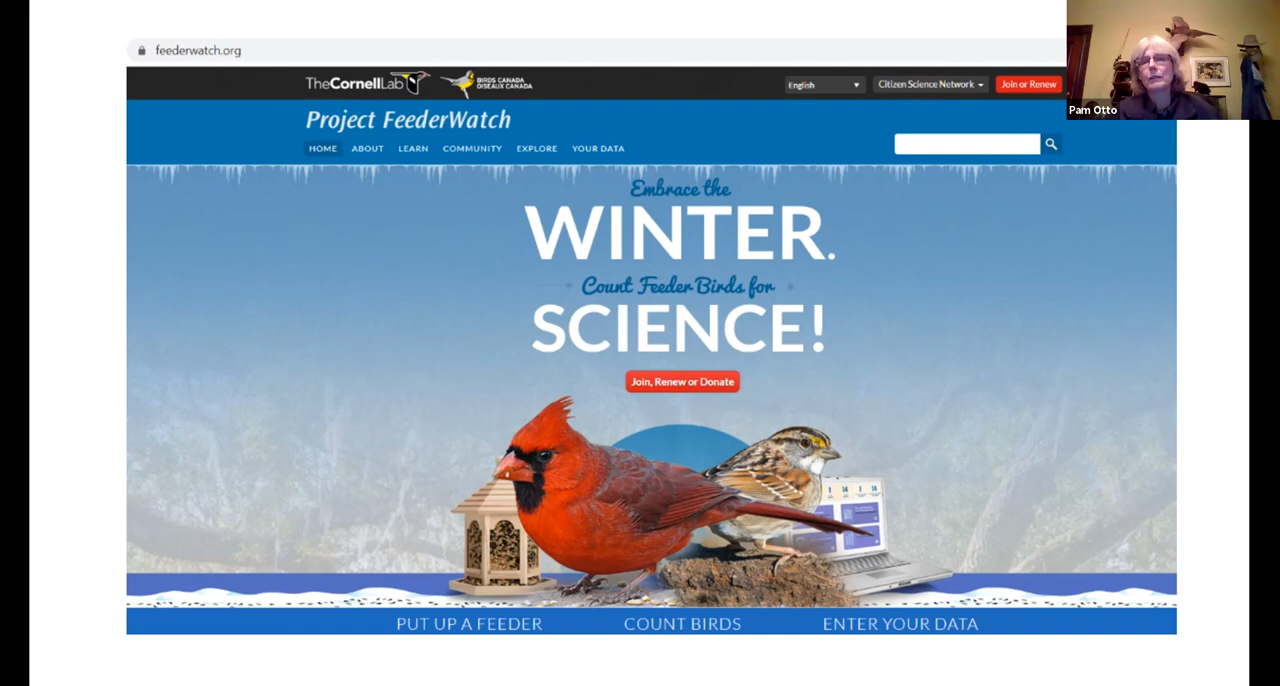 feederwatch.org
TheCornellLab
BIRDS CANADA
OISEAUX CANADA
English
Citizen Science Network
Join or Renew
Pam Otto
Project FeederWatch
HOME ABOUT LEARN COMMUNITY EXPLORE YOUR DATA
Embrace the
WINTER.
Count Feeder Birds for
SCIENCE!
Join, Renew or Donate
PUT UP A FEEDER COUNT BIRDS ENTER YOUR DATA